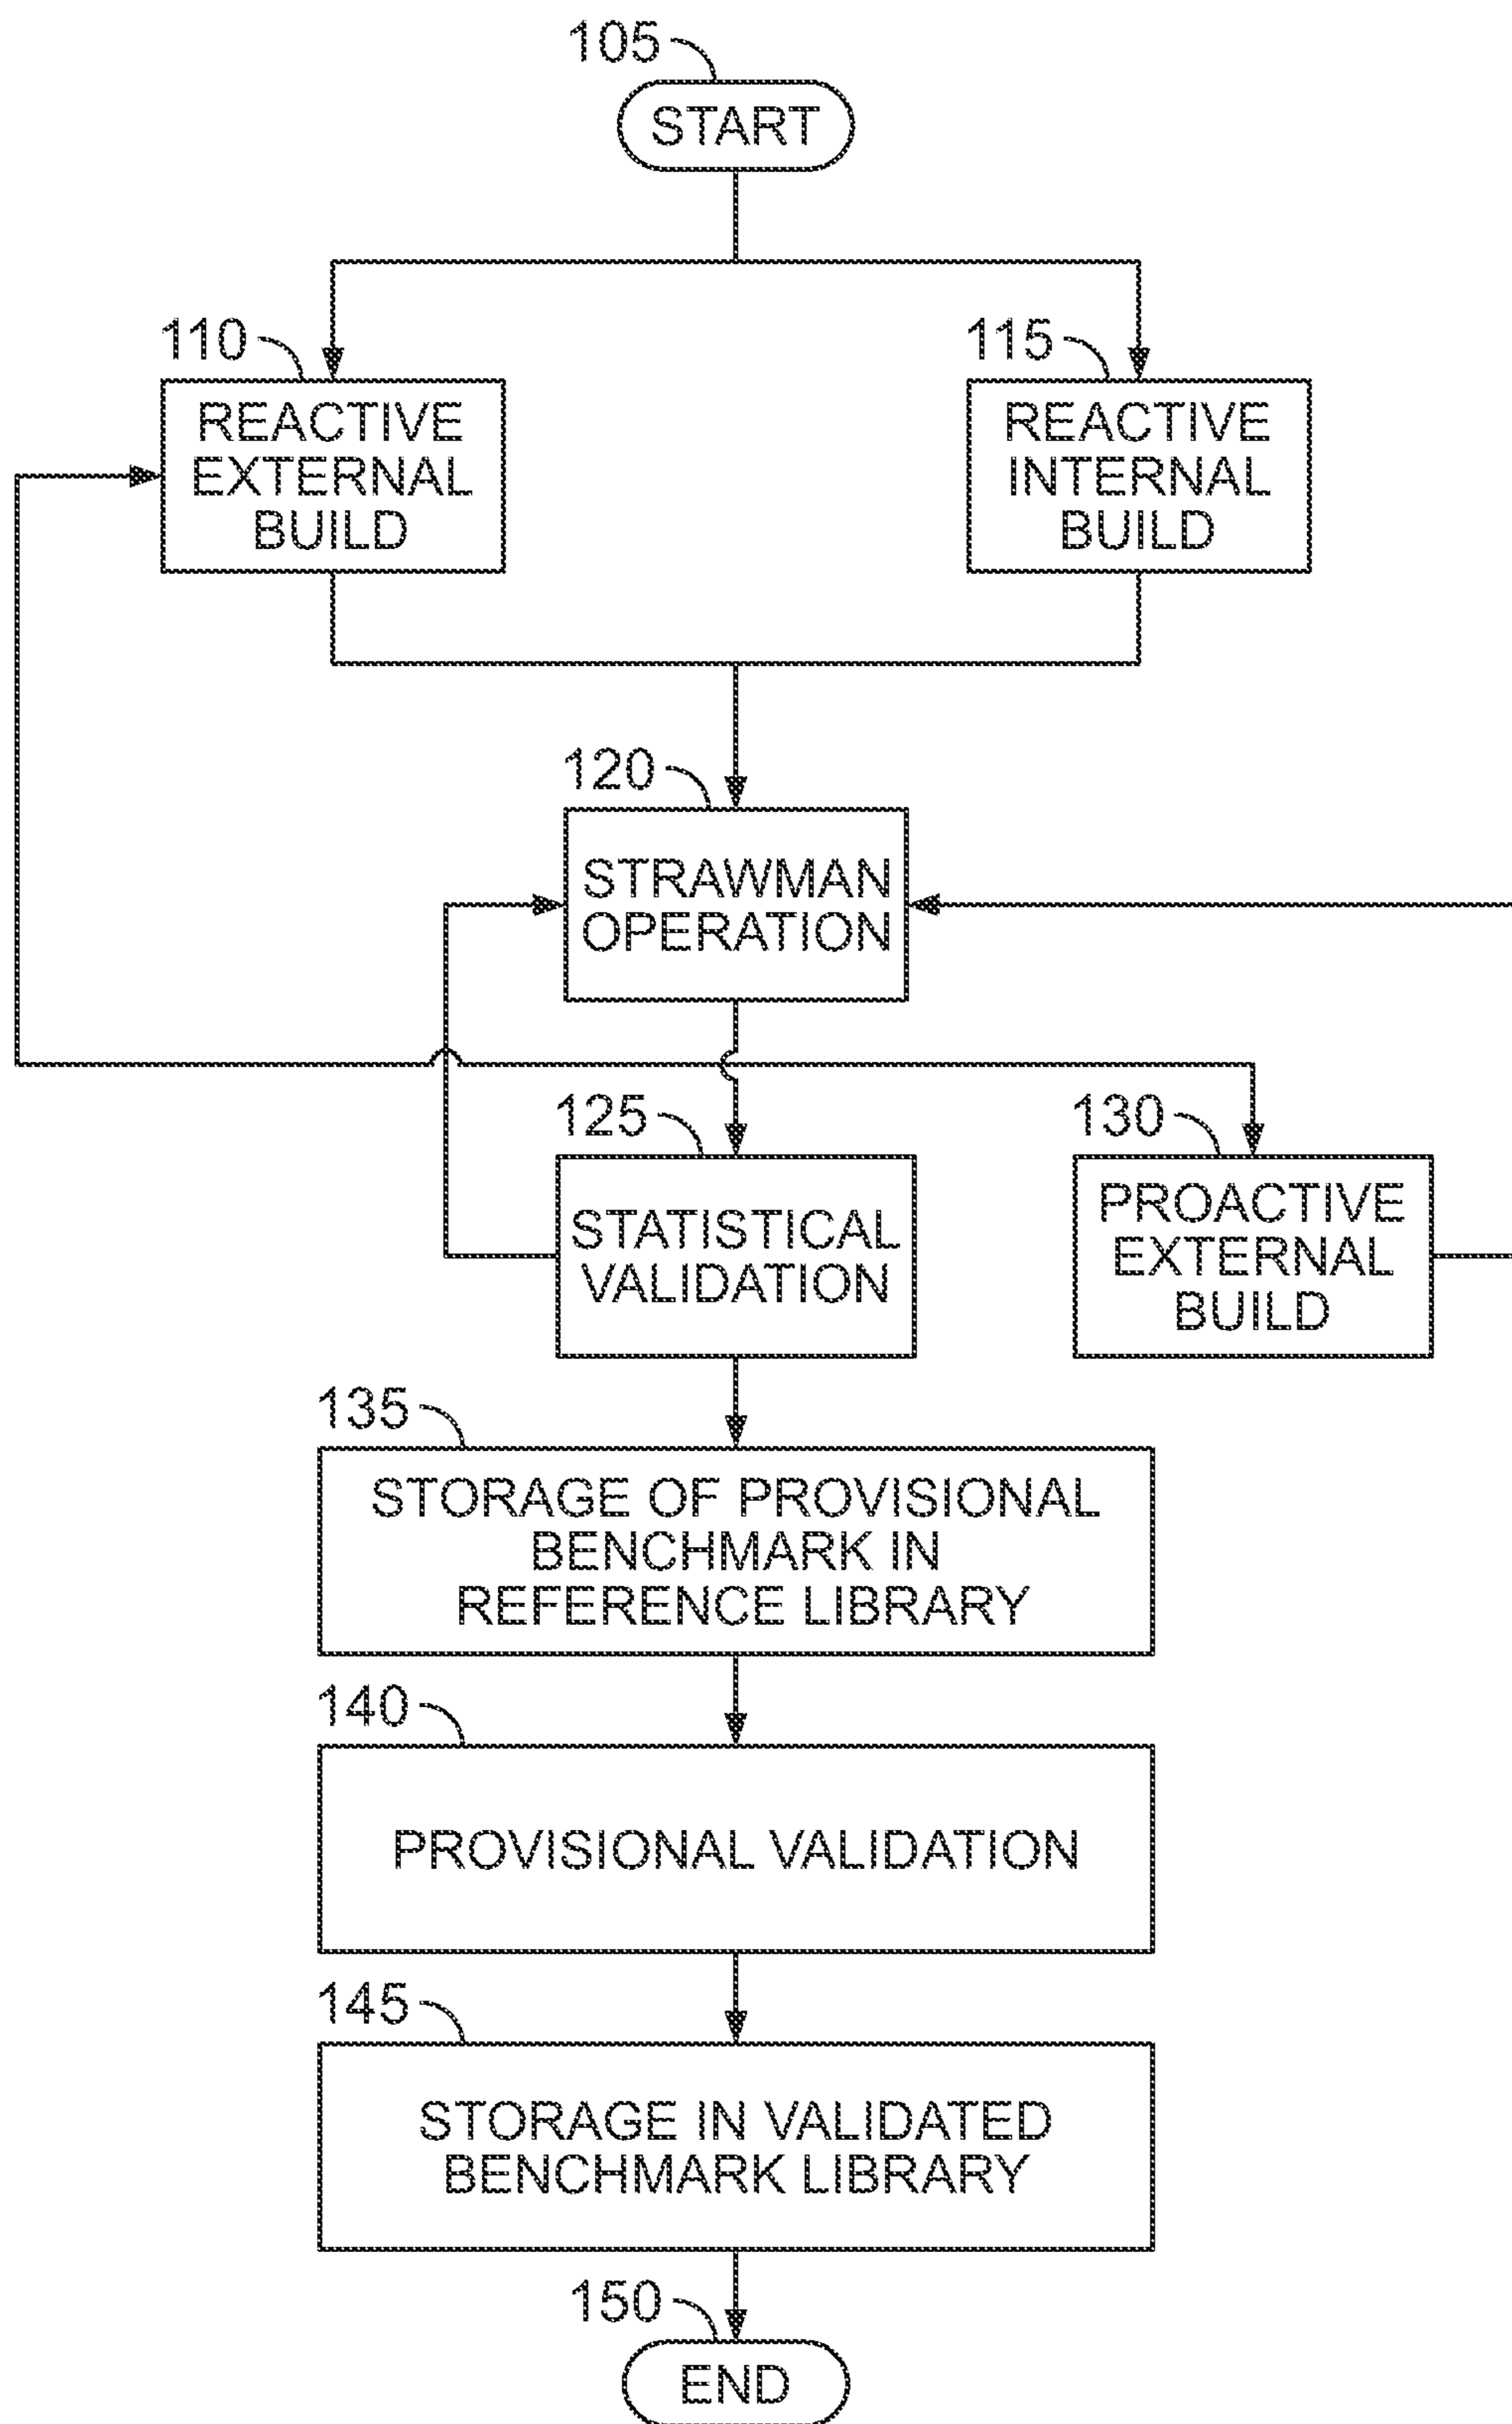 105
START
110
REACTIVE
EXTERNAL
BUILD
115
REACTIVE
INTERNAL
BUILD
120
STRAWMAN
OPERATION
125
STATISTICAL
VALIDATION
130
PROACTIVE
EXTERNAL
BUILD
135
STORAGE OF PROVISIONAL
BENCHMARK IN
REFERENCE LIBRARY
140
PROVISIONAL VALIDATION
145
STORAGE IN VALIDATED
BENCHMARK LIBRARY
150
END